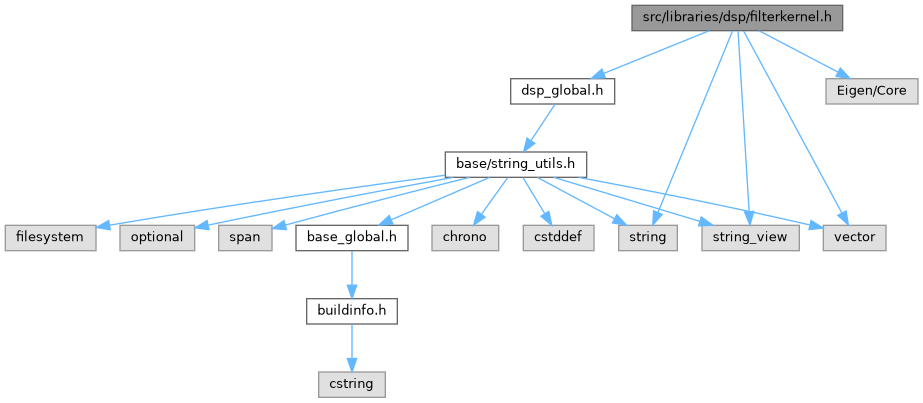 src/libraries/dsp/filterkernel.h
dsp_global.h
Eigen/Core
base/string_utils.h
filesystem
optional
span
base_global.h
chrono
cstddef
string
string_view
vector
buildinfo.h
cstring